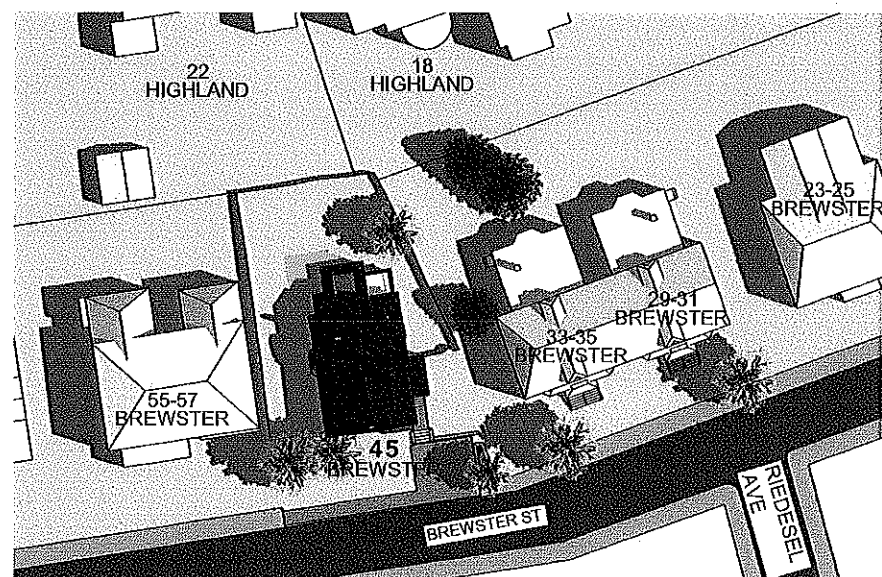 22
HIGHLAND
18
HIGHLAND
23-25
BREWSTER
29-31
BREWSTER
33-35
BREWSTER
55-57
BREWSTER
45
BREWSTER
BREWSTER ST
RIEDESEL
AVE